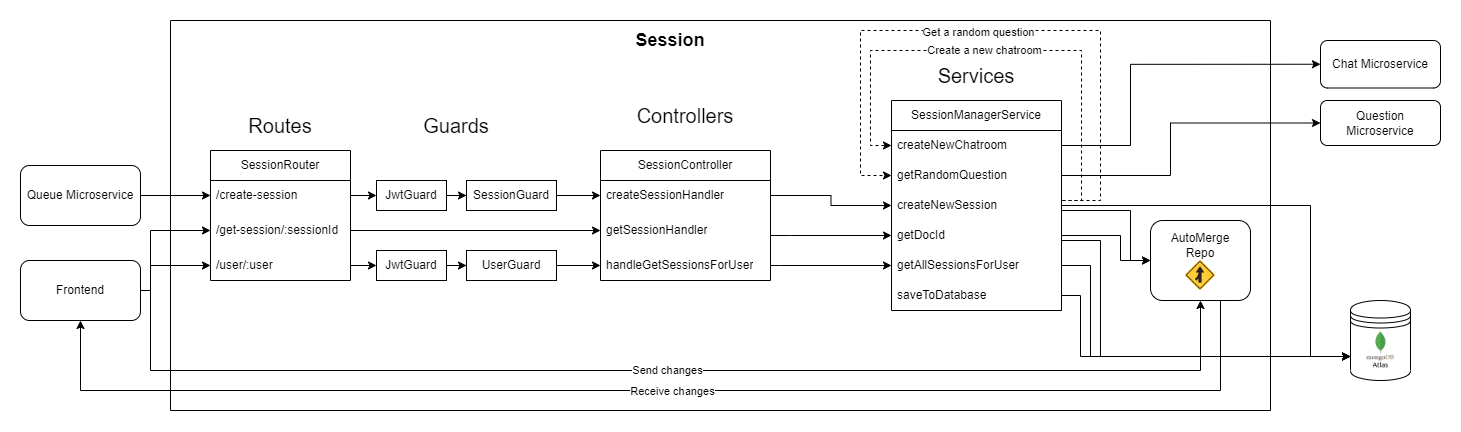 Session
Get a random question
Create a new chatroom
Services
Chat Microservice
Question
Microservice
Routes
Guards
Controllers
SessionManagerService
createNewChatroom
getRandomQuestion
createNewSession
getDocId
getAllSessionsForUser
saveToDatabase
SessionRouter
/create-session
/get-session/:sessionId
/user/:user
JwtGuard
SessionGuard
JwtGuard
UserGuard
SessionController
createSessionHandler
getSessionHandler
handleGetSessionsForUser
Queue Microservice
Frontend
AutoMerge
Repo
mongoDB
Atlas
Send changes
Receive changes